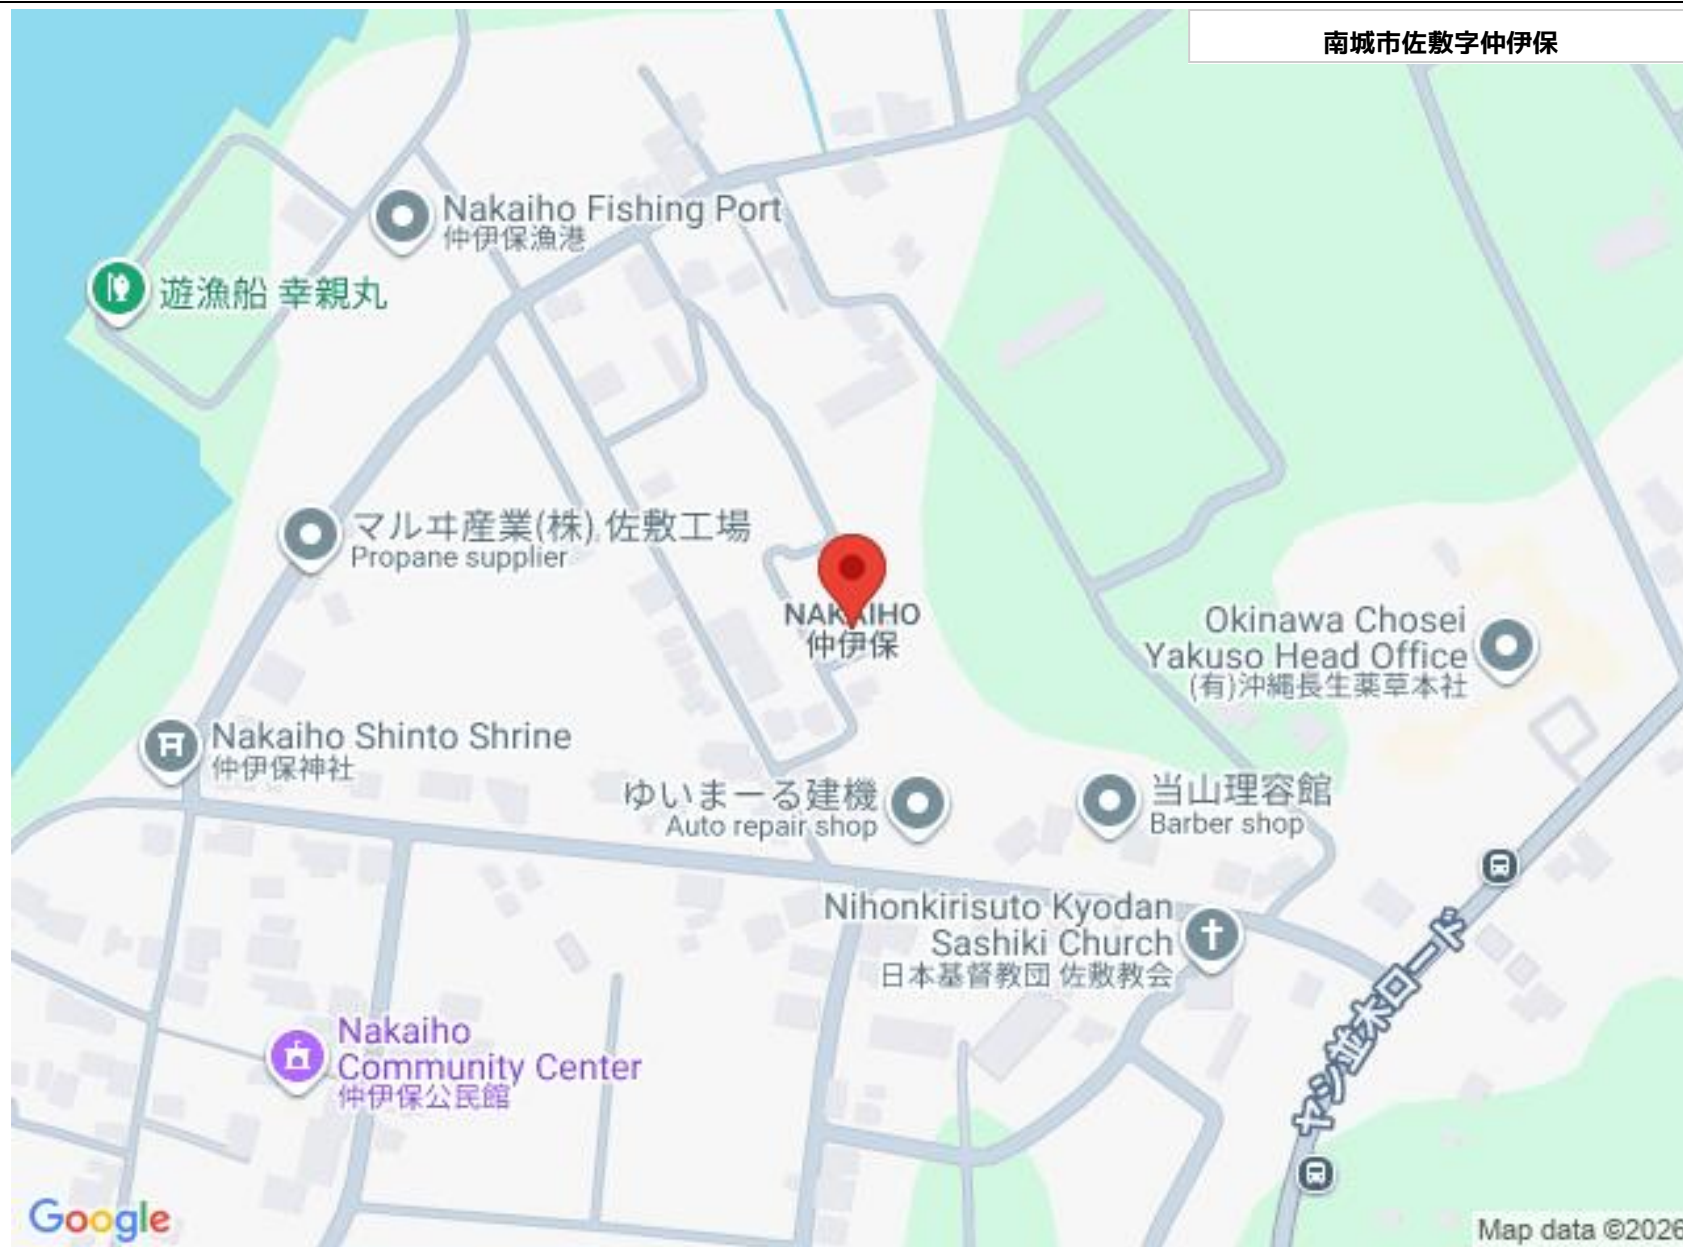 南城市佐敷字仲伊保
Nakaiho Fishing Port
仲伊保漁港
遊漁船 幸親丸
マルヰ産業(株) 佐敷工場
Propane supplier
NAKAIHO
仲伊保
Okinawa Chosei
Yakuso Head Office
(有)沖縄長生薬草本社
Nakaiho Shinto Shrine
仲伊保神社
ゆいまーる建機
Auto repair shop
当山理容館
Barber shop
Nihonkirisuto Kyodan
Sashiki Church
日本基督教団 佐敷教会
ヤシ並木ロード
Nakaiho
Community Center
仲伊保公民館
Google
Map data ©2026